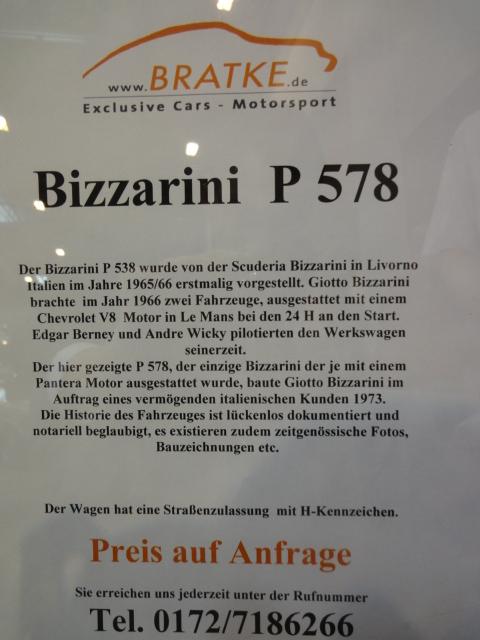 www.BRATKE.de
Exclusive Cars - Motorsport
Bizzarini P 578
Der Bizzarini P 538 wurde von der Scuderia Bizzarini in Livorno
Italien im Jahre 1965/66 erstmalig vorgestellt. Giotto Bizzarini
brachte im Jahr 1966 zwei Fahrzeuge, ausgestattet mit einem
Chevrolet V8 Motor in Le Mans bei den 24 H an den Start.
Edgar Berney und Andre Wicky pilotierten den Werkswagen
seinerzeit.
Der hier gezeigte P 578, der einzige Bizzarini der je mit einem
Pantera Motor ausgestattet wurde, baute Giotto Bizzarini im
Auftrag eines vermögenden italienischen Kunden 1973.
Die Historie des Fahrzeuges ist lückenlos dokumentiert und
notariell beglaubigt, es existieren zudem zeitgenössische Fotos,
Bauzeichnungen etc.
Der Wagen hat eine Straßenzulassung mit H-Kennzeichen.
Preis auf Anfrage
Sie erreichen uns jederzeit unter der Rufnummer
Tel. 0172/7186266